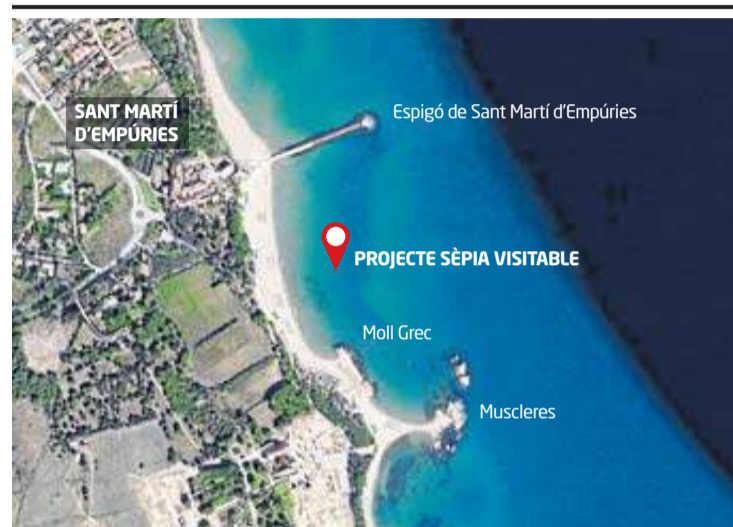 SANT MARTÍ
D'EMPÚRIES
Espigó de Sant Martí d'Empúries
PROJECTE SÈPIA VISITABLE
Moll Grec
Muscleres